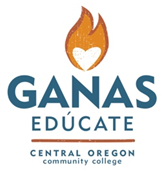 GANAS
EDÚCATE
CENTRAL OREGON
community college